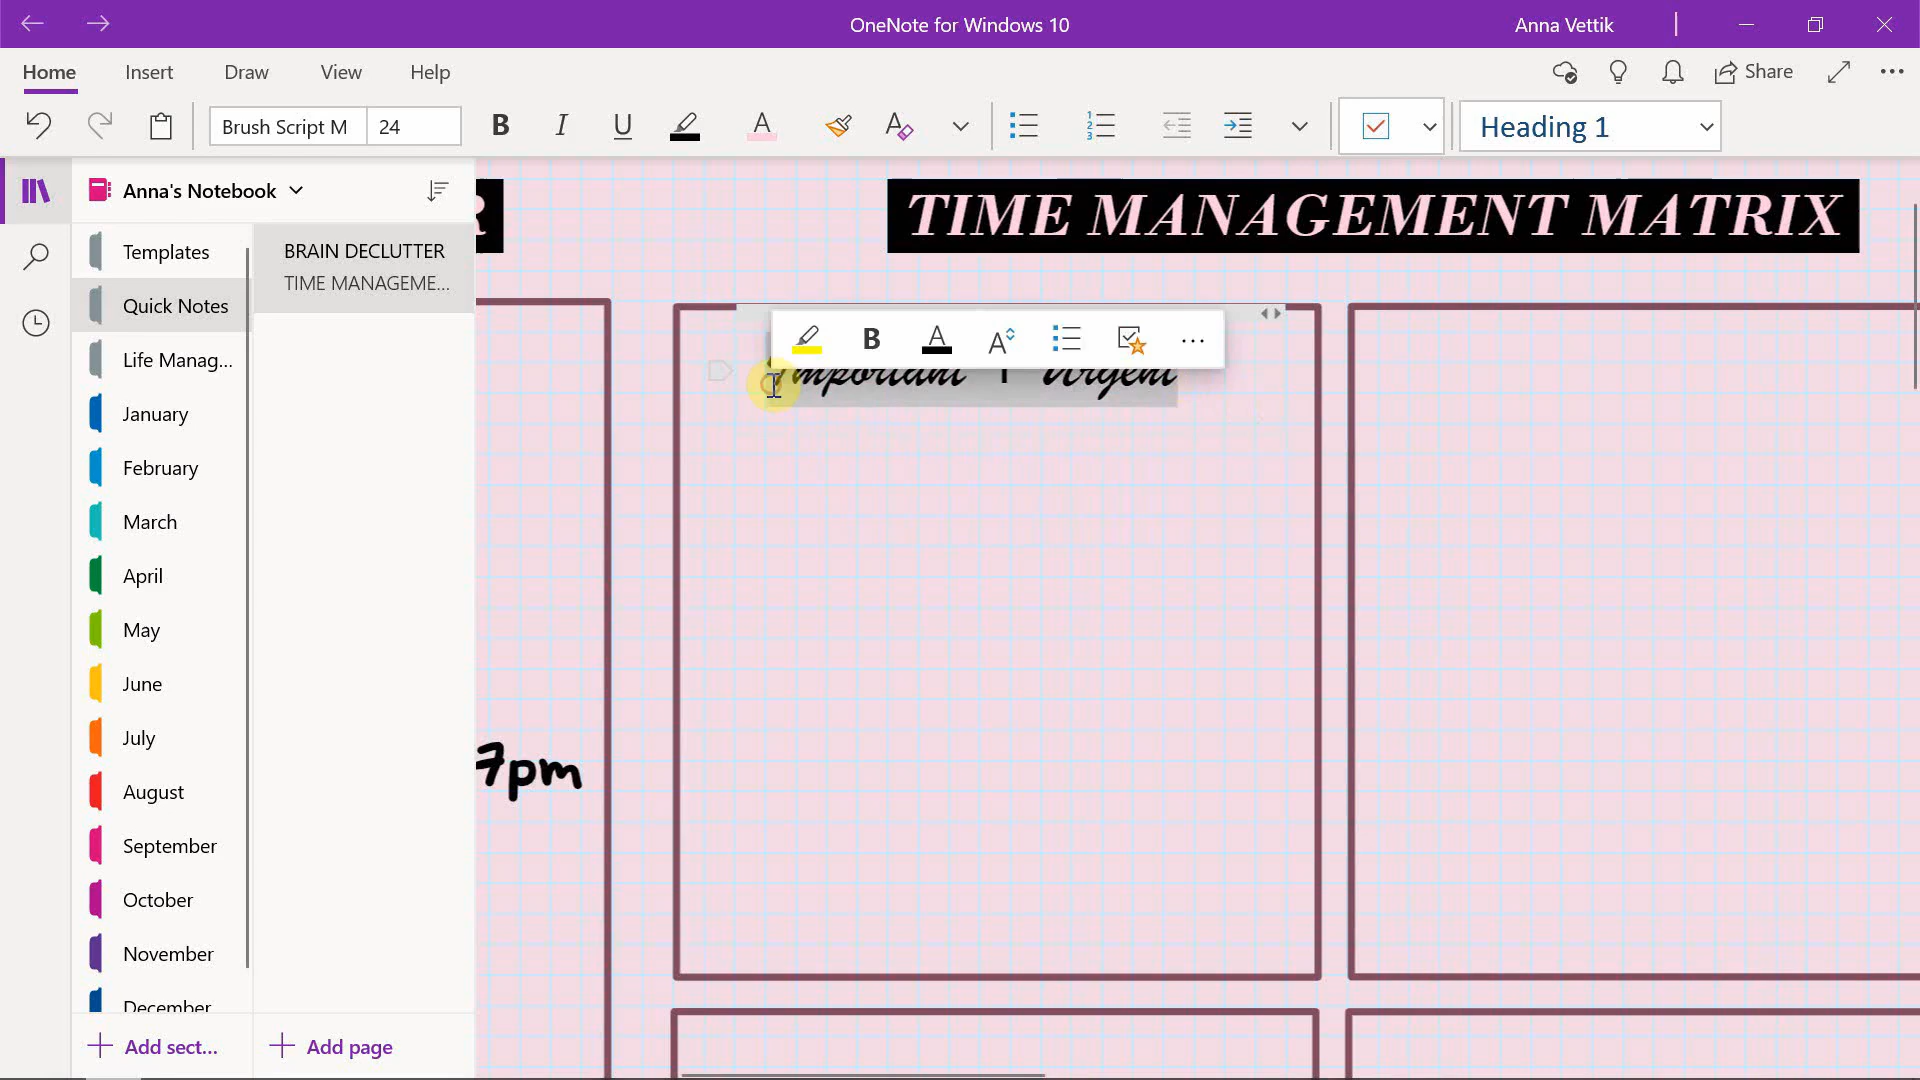 OneNote for Windows 10
Anna Vettik
Home Insert Draw View Help
Share
Brush Script M 24
B I U A
Heading 1
Anna's Notebook
Templates
Quick Notes
Life Manag...
January
February
March
April
May
June
July
August
September
October
November
December
Add sect...
BRAIN DECLUTTER
TIME MANAGEME...
Add page
R
TIME MANAGEMENT MATRIX
B A A
Important + Urgent
7pm